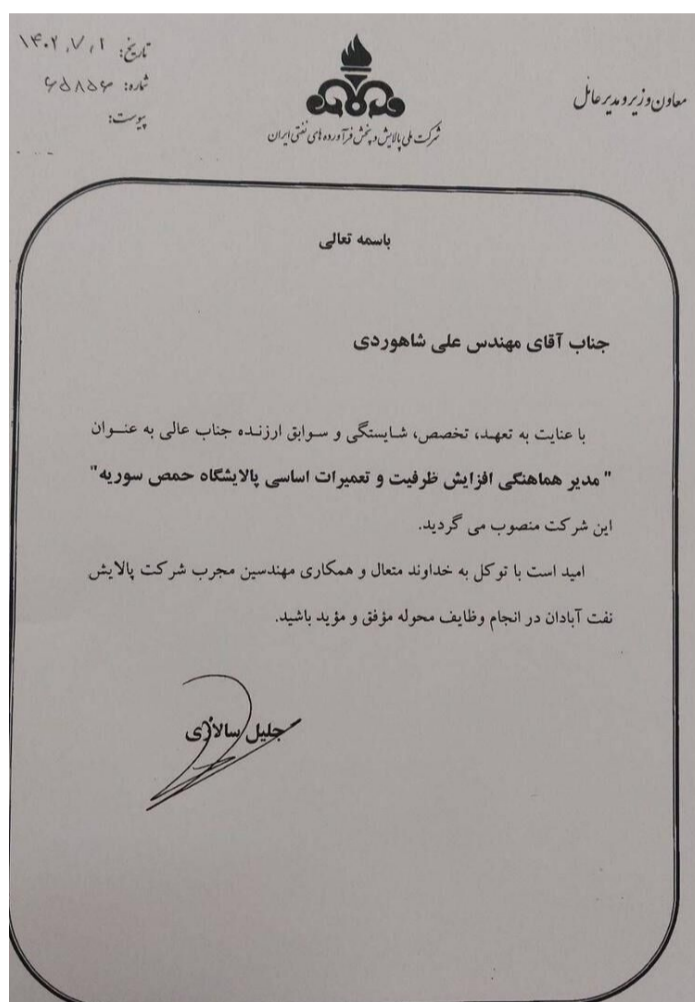 تاریخ: ۱۴۰۲,۷,۱
شماره: ۶۵۸۵۶
پیوست:
شرکت ملی پالایش و پخش فرآورده های نفتی ایران
معاون وزیر و مدیر عامل
باسمه تعالی
جناب آقای مهندس علی شاهوردی
با عنایت به تعهد، تخصص، شایستگی و سوابق ارزنده جناب عالی به عنوان
" مدیر هماهنگی افزایش ظرفیت و تعمیرات اساسی پالایشگاه حمص سوریه"
این شرکت منصوب می گردید.
امید است با توکل به خداوند متعال و همکاری مهندسین مجرب شرکت پالایش
نفت آبادان در انجام وظایف محوله مؤفق و مؤید باشید.
جلیل سالاری